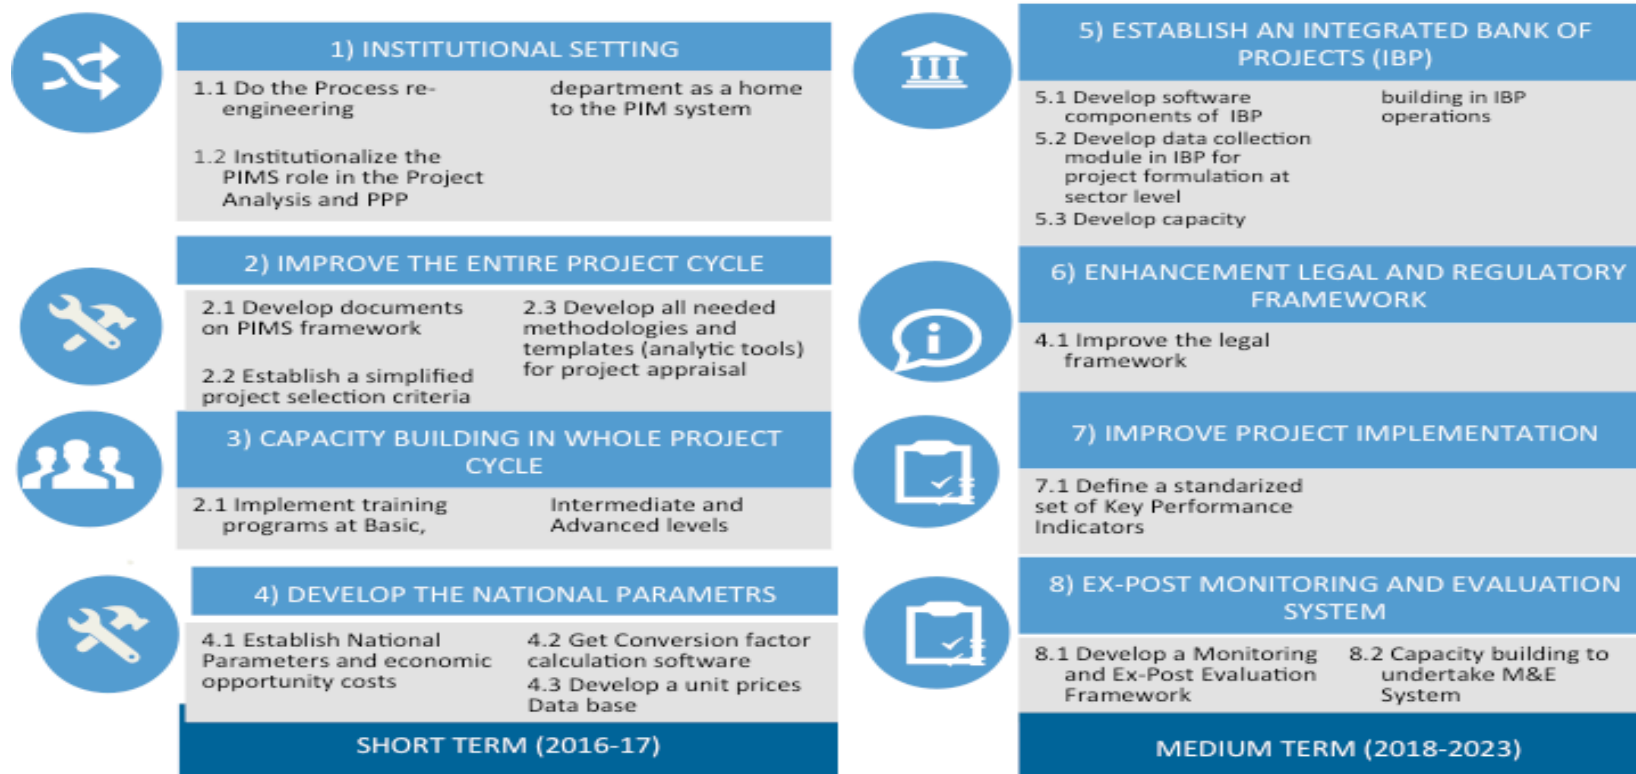 1) INSTITUTIONAL SETTING
1.1 Do the Process re-
engineering
1.2 Institutionalize the
PIMS role in the Project
Analysis and PPP
department as a home
to the PIM system
2) IMPROVE THE ENTIRE PROJECT CYCLE
2.1 Develop documents
on PIMS framework
2.2 Establish a simplified
project selection criteria
2.3 Develop all needed
methodologies and
templates (analytic tools)
for project appraisal
3) CAPACITY BUILDING IN WHOLE PROJECT
CYCLE
2.1 Implement training
programs at Basic,
Intermediate and
Advanced levels
4) DEVELOP THE NATIONAL PARAMETRS
4.1 Establish National
Parameters and economic
opportunity costs
4.2 Get Conversion factor
calculation software
4.3 Develop a unit prices
Data base
SHORT TERM (2016-17)
5) ESTABLISH AN INTEGRATED BANK OF
PROJECTS (IBP)
5.1 Develop software
components of IBP
5.2 Develop data collection
module in IBP for
project formulation at
sector level
5.3 Develop capacity
building in IBP
operations
6) ENHANCEMENT LEGAL AND REGULATORY
FRAMEWORK
4.1 Improve the legal
framework
7) IMPROVE PROJECT IMPLEMENTATION
7.1 Define a standarized
set of Key Performance
Indicators
8) EX-POST MONITORING AND EVALUATION
SYSTEM
8.1 Develop a Monitoring
and Ex-Post Evaluation
Framework
8.2 Capacity building to
undertake M&E
System
MEDIUM TERM (2018-2023)